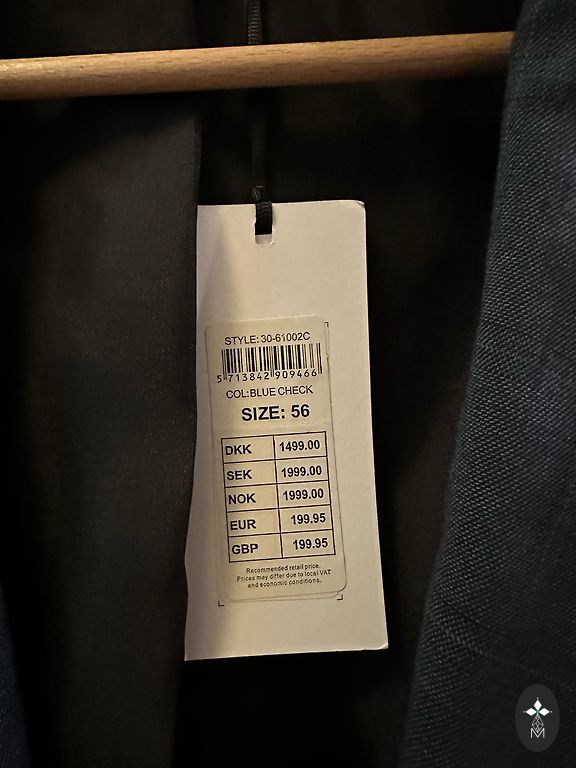 STYLE: 30-61002C
5 713842 909466
COL:BLUE CHECK
SIZE: 56
DKK 1499.00
SEK 1999.00
NOK 1999.00
EUR 199.95
GBP 199.95
Recommended retail price.
Prices may differ due to local VAT
and economic conditions.
M